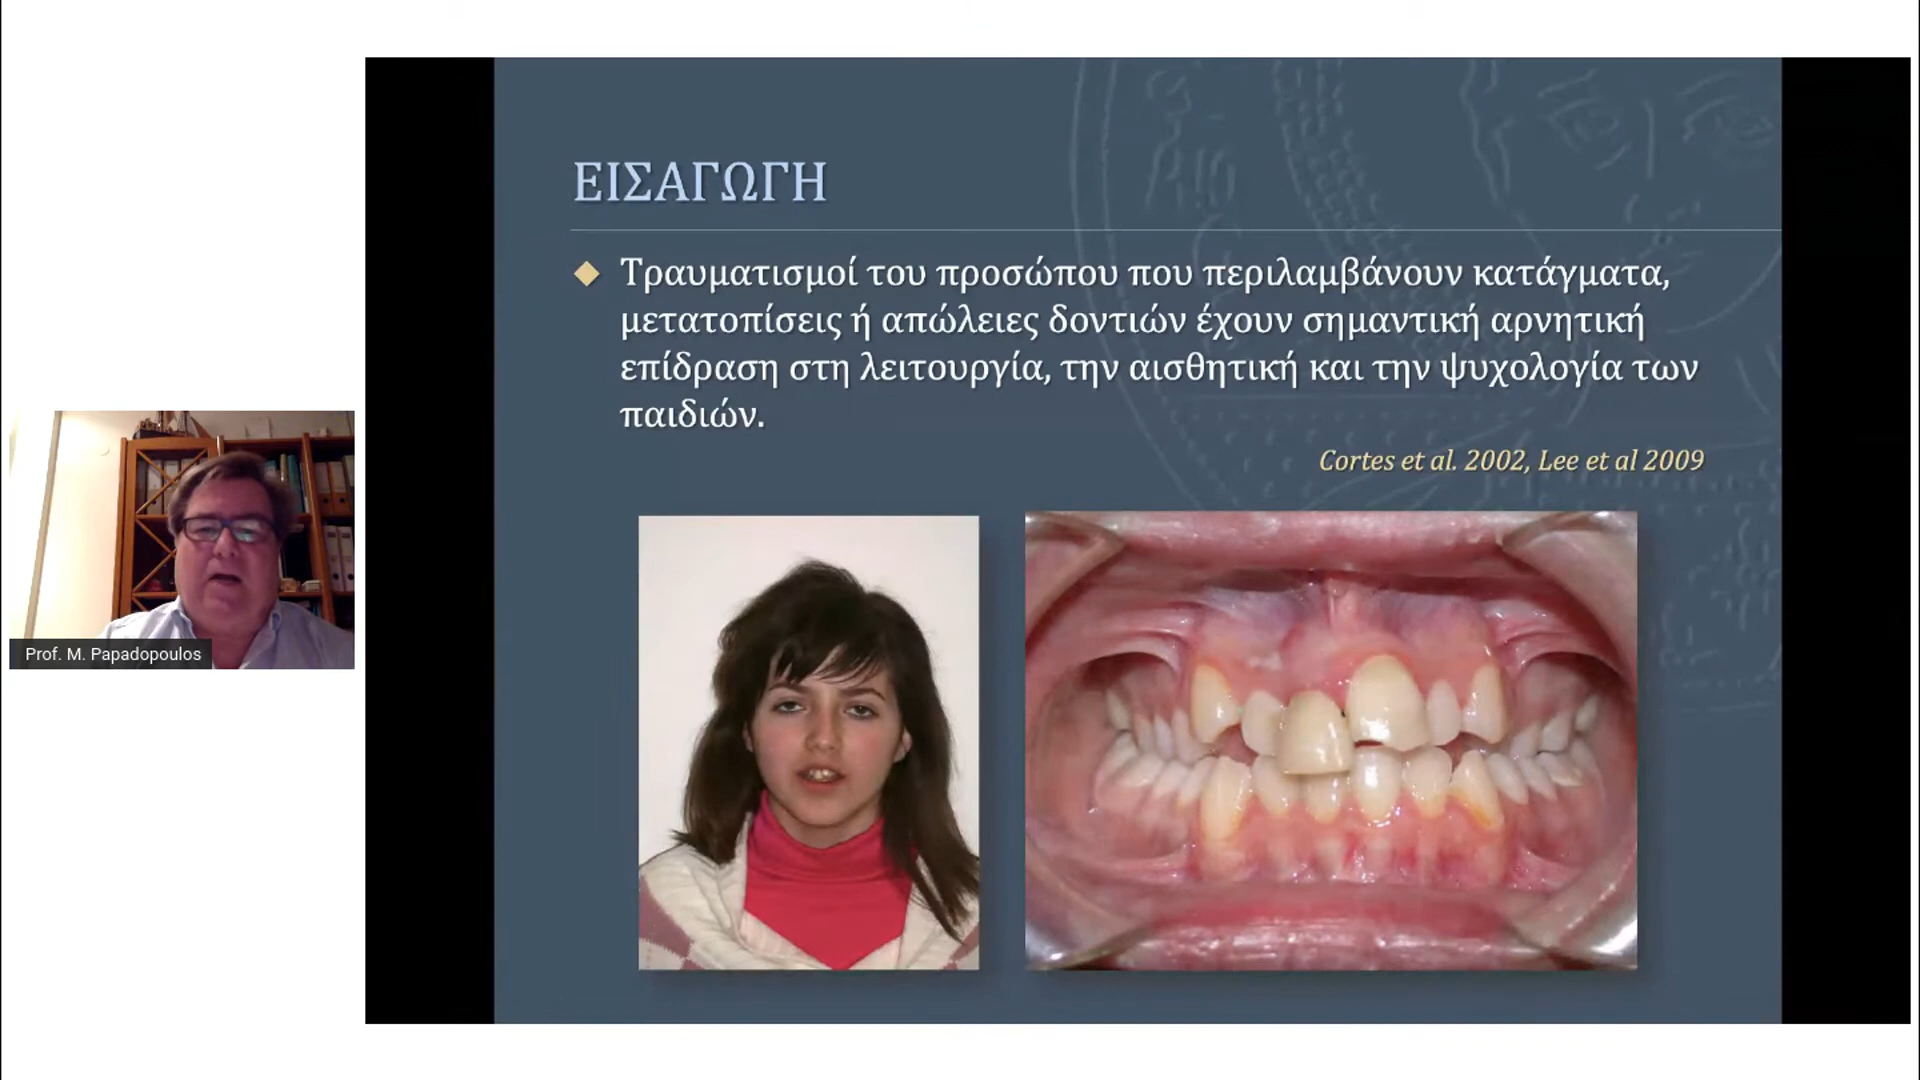 ΕΙΣΑΓΩΓΗ
Τραυματισμοί του προσώπου που περιλαμβάνουν κατάγματα,
μετατοπίσεις ή απώλειες δοντιών έχουν σημαντική αρνητική
επίδραση στη λειτουργία, την αισθητική και την ψυχολογία των
παιδιών.
Cortes et al. 2002, Lee et al 2009
Prof. M. Papadopoulos